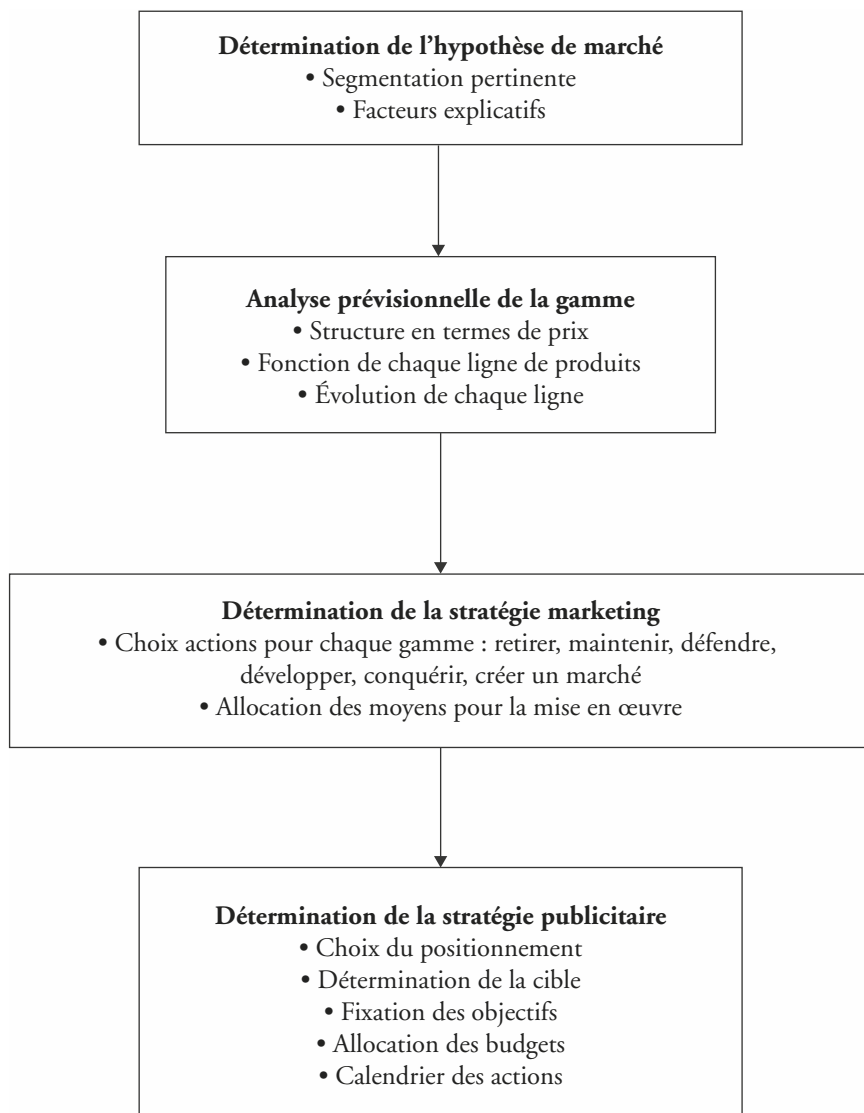 Détermination de l’hypothèse de marché
• Segmentation pertinente
• Facteurs explicatifs
Analyse prévisionnelle de la gamme
• Structure en termes de prix
• Fonction de chaque ligne de produits
• Évolution de chaque ligne
Détermination de la stratégie marketing
• Choix actions pour chaque gamme : retirer, maintenir, défendre,
développer, conquérir, créer un marché
• Allocation des moyens pour la mise en œuvre
Détermination de la stratégie publicitaire
• Choix du positionnement
• Détermination de la cible
• Fixation des objectifs
• Allocation des budgets
• Calendrier des actions